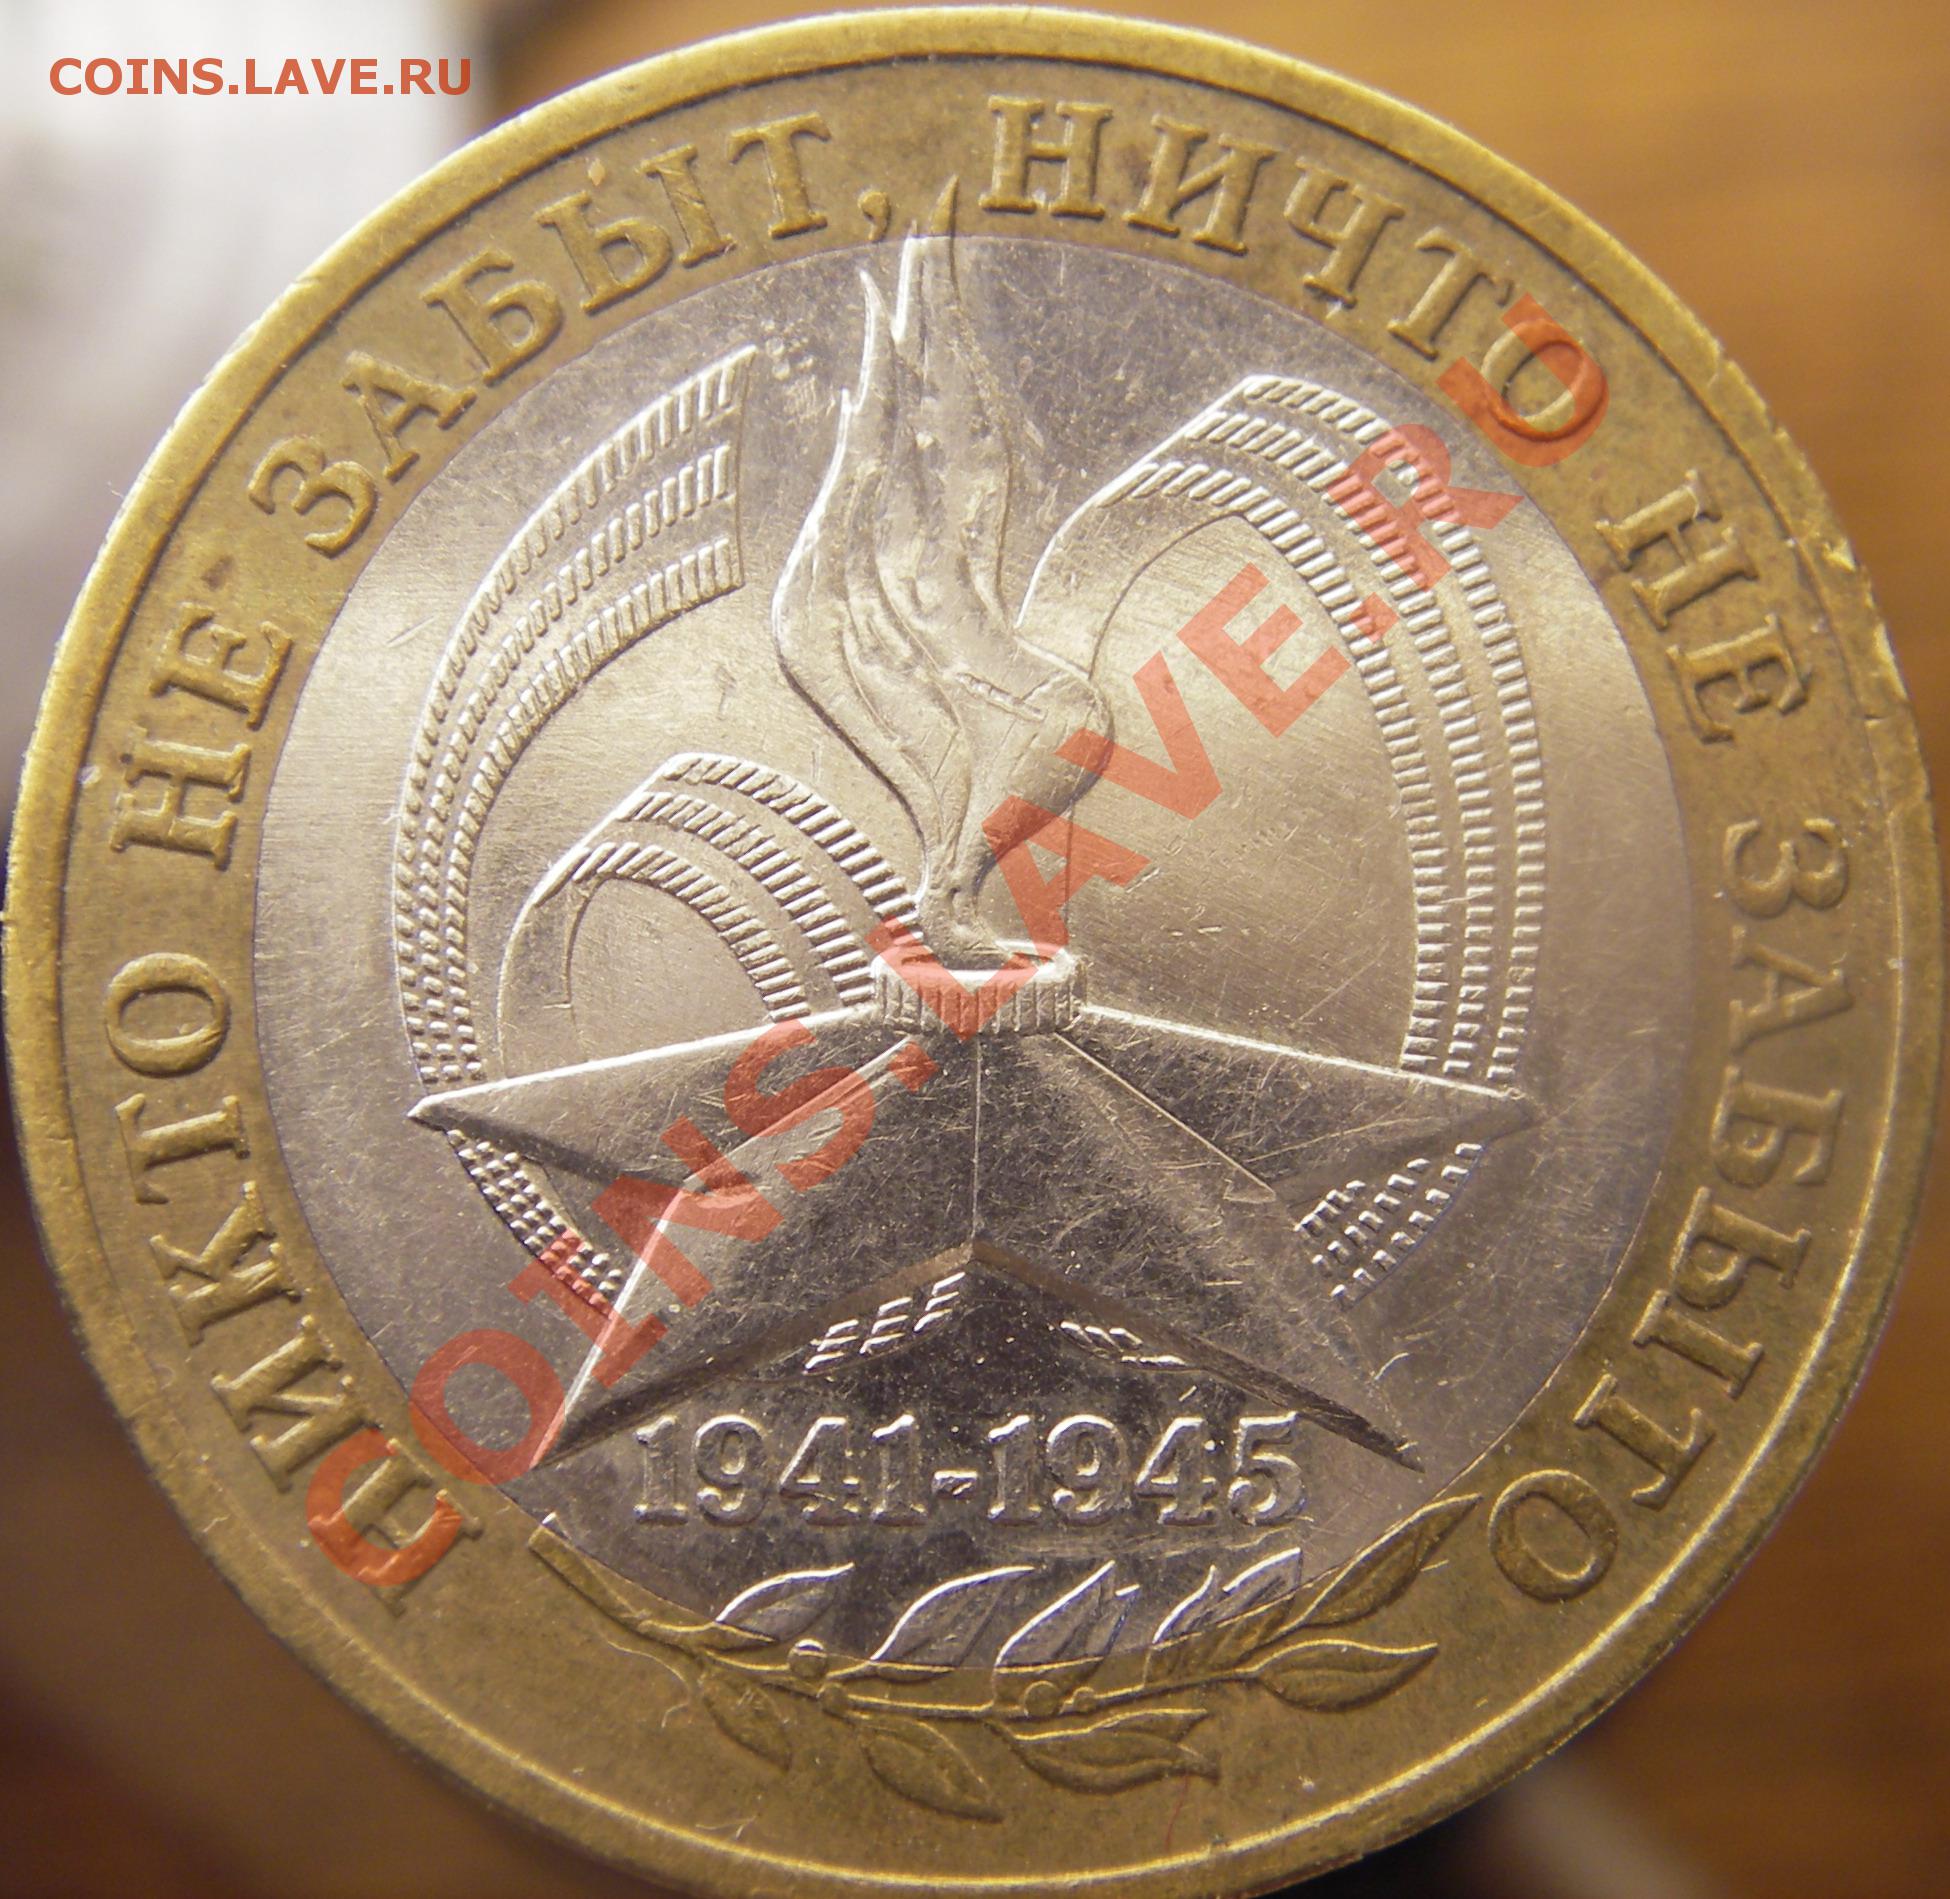 COINS.LAVE.RU
НИКТО НЕ ЗАБЫТ, НИЧТО НЕ ЗАБЫТО
1941-1945
COINS.LAVE.RU